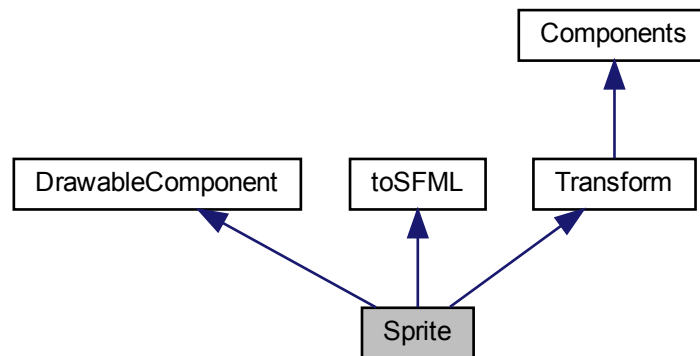 Components
DrawableComponent
toSFML
Transform
Sprite